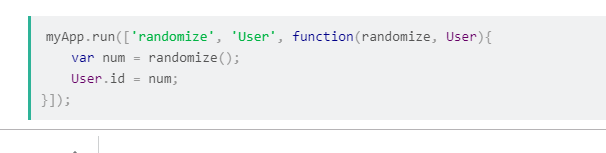 myApp.run(['randomize', 'User', function(randomize, User){
var num = randomize();
User.id = num;
}]);